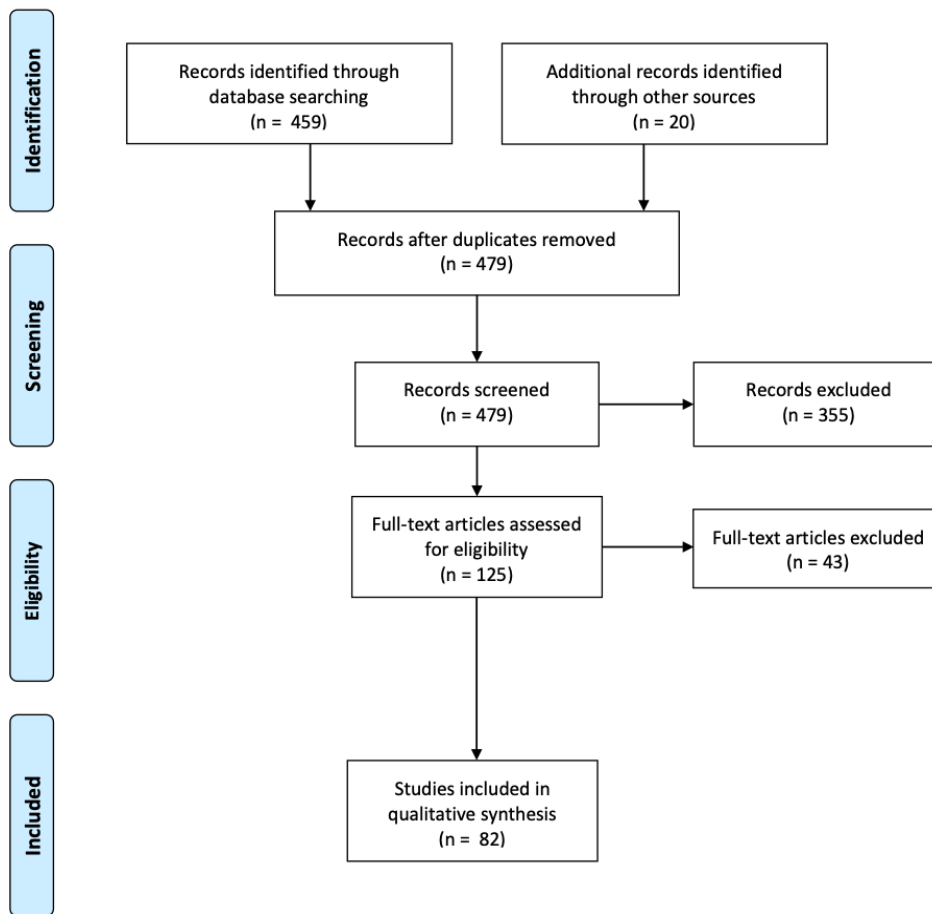 Identification
Records identified through
database searching
(n = 459)
Additional records identified
through other sources
(n = 20)
Records after duplicates removed
(n = 479)
Screening
Records screened
(n = 479)
Records excluded
(n = 355)
Eligibility
Full-text articles assessed
for eligibility
(n = 125)
Full-text articles excluded
(n = 43)
Included
Studies included in
qualitative synthesis
(n = 82)